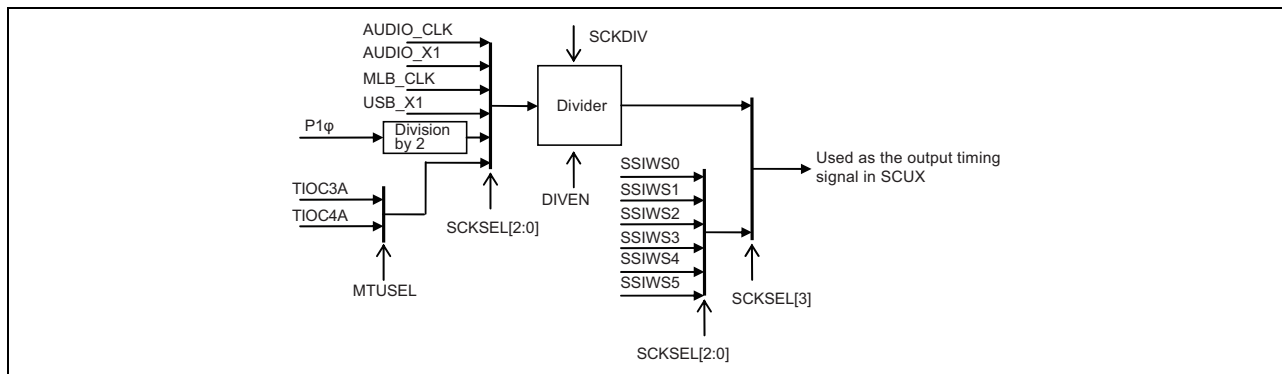 AUDIO_CLK
AUDIO_X1
MLB_CLK
USB_X1
P1φ
Division
by 2
TIOC3A
TIOC4A
MTUSEL
SCKSEL[2:0]
SCKDIV
Divider
DIVEN
SSIWS0
SSIWS1
SSIWS2
SSIWS3
SSIWS4
SSIWS5
SCKSEL[2:0]
SCKSEL[3]
Used as the output timing
signal in SCUX